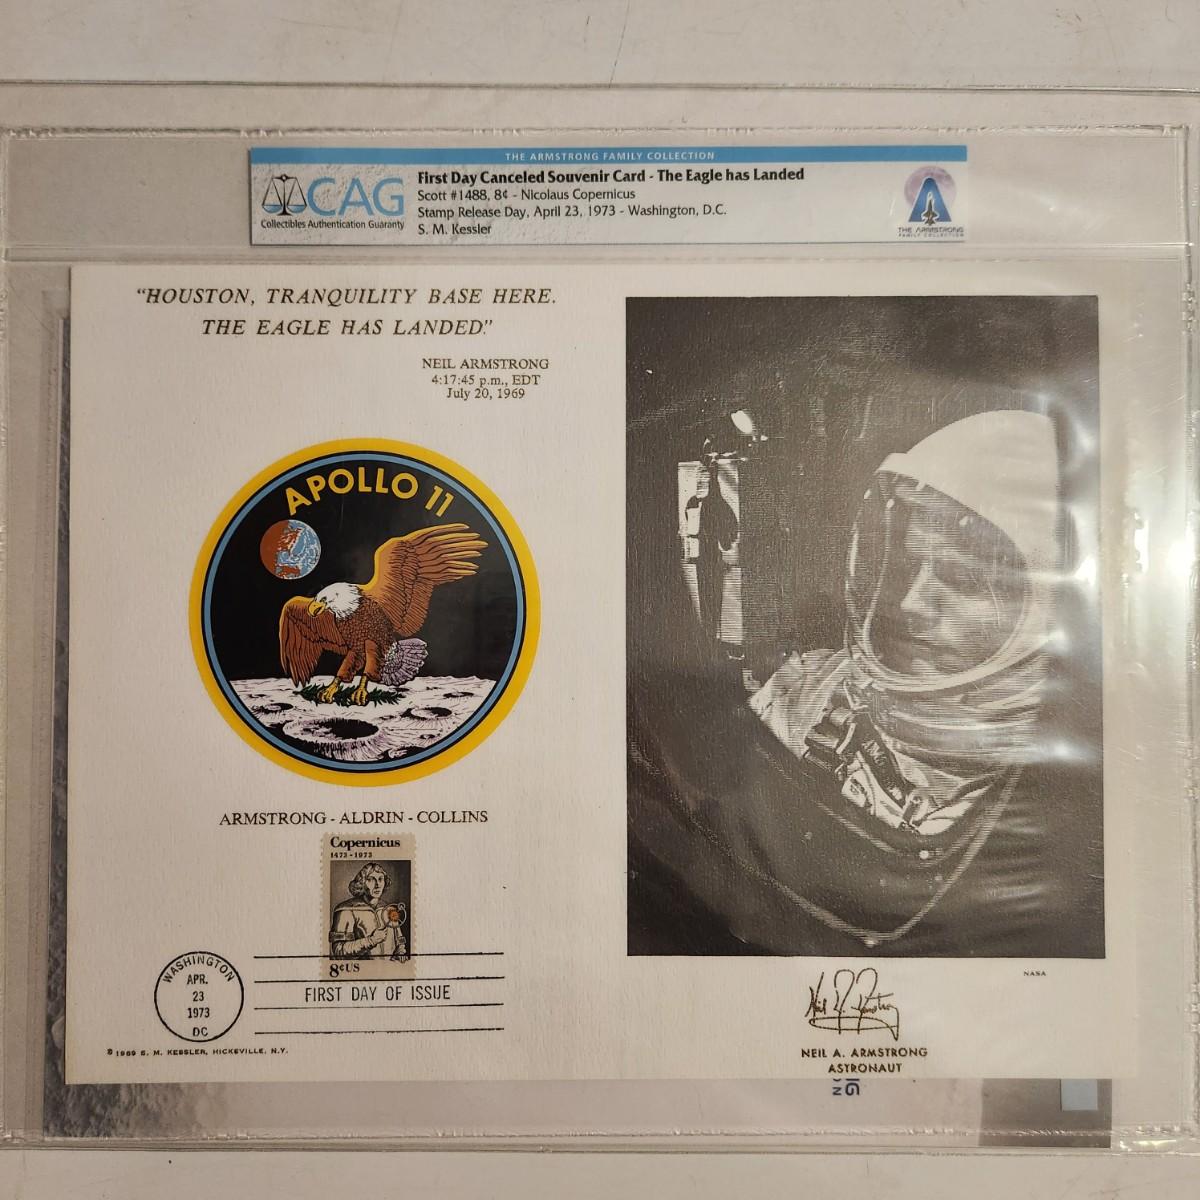 THE ARMSTRONG FAMILY COLLECTION
CAG
Collectibles Authentication Guaranty
First Day Canceled Souvenir Card - The Eagle has Landed
Scott #1488, 8¢ - Nicolaus Copernicus
Stamp Release Day, April 23, 1973 - Washington, D.C.
S. M. Kessler
THE ARMSTRONG
FAMILY COLLECTION
"HOUSTON, TRANQUILITY BASE HERE.
THE EAGLE HAS LANDED."
NEIL ARMSTRONG
4:17:45 p.m., EDT
July 20, 1969
APOLLO 11
ARMSTRONG - ALDRIN - COLLINS
Copernicus
1473-1973
8¢US
WASHINGTON
APR.
23
1973
DC
FIRST DAY OF ISSUE
© 1969 S. M. KESSLER, HICKSVILLE, N.Y.
NASA
Neil A. Armstrong
NEIL A. ARMSTRONG
ASTRONAUT